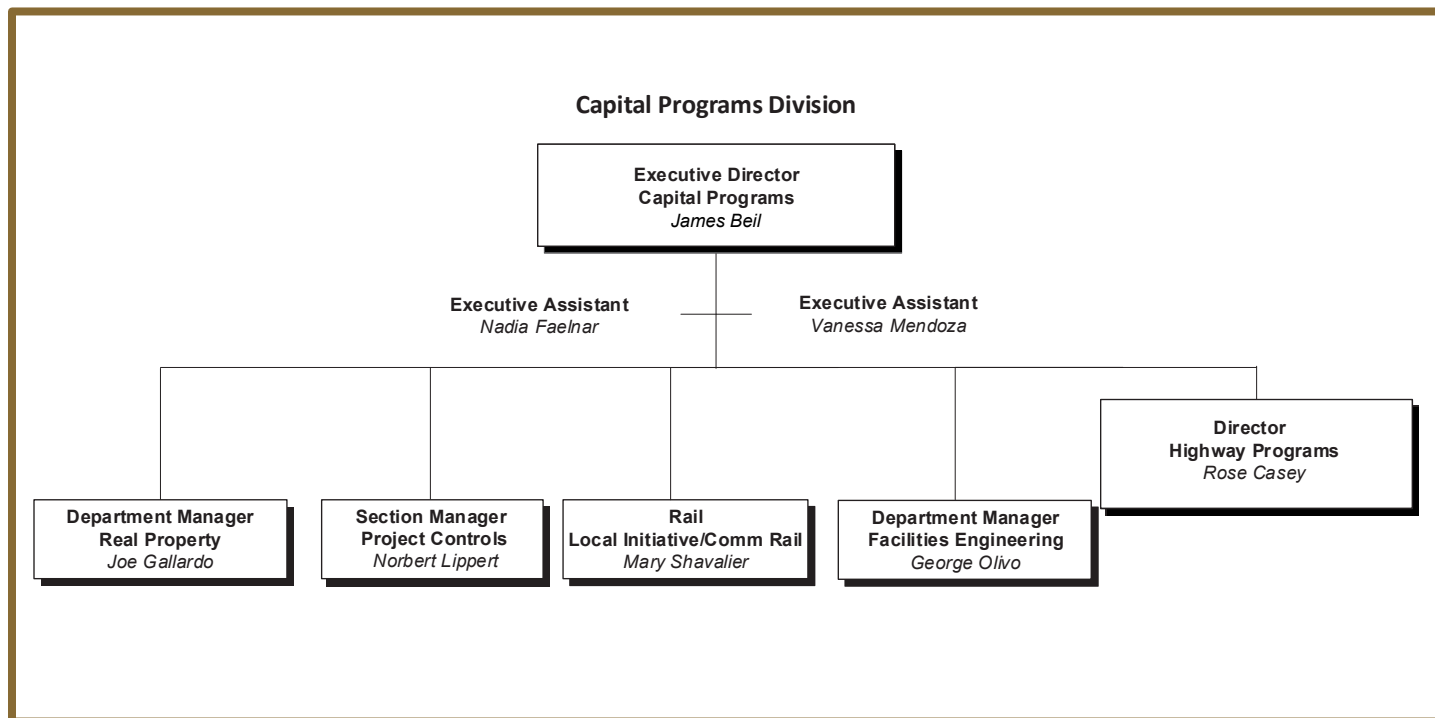 Capital Programs Division
Executive Director
Capital Programs
James Beil
Executive Assistant
Nadia Faelnar
Executive Assistant
Vanessa Mendoza
Director
Highway Programs
Rose Casey
Department Manager
Real Property
Joe Gallardo
Section Manager
Project Controls
Norbert Lippert
Rail
Local Initiative/Comm Rail
Mary Shavalier
Department Manager
Facilities Engineering
George Olivo